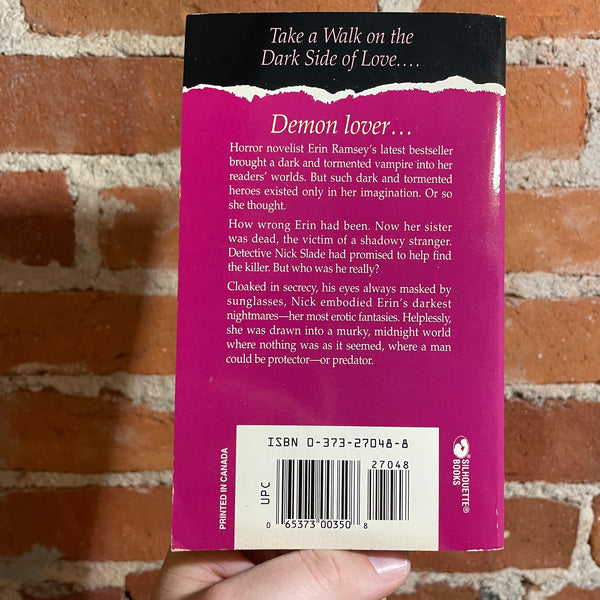 Take a Walk on the
Dark Side of Love....
Demon lover...
Horror novelist Erin Ramsey's latest bestseller
brought a dark and tormented vampire into her
readers' worlds. But such dark and tormented
heroes existed only in her imagination. Or so
she thought.
How wrong Erin had been. Now her sister
was dead, the victim of a shadowy stranger.
Detective Nick Slade had promised to help find
the killer. But who was he really?
Cloaked in secrecy, his eyes always masked by
sunglasses, Nick embodied Erin's darkest
nightmares—her most erotic fantasies. Helplessly,
she was drawn into a murky, midnight world
where nothing was as it seemed, where a man
could be protector—or predator.
ISBN 0-373-27048-8
27048
UPC
0 65373 00350 8
PRINTED IN CANADA
SILHOUETTE®
BOOKS